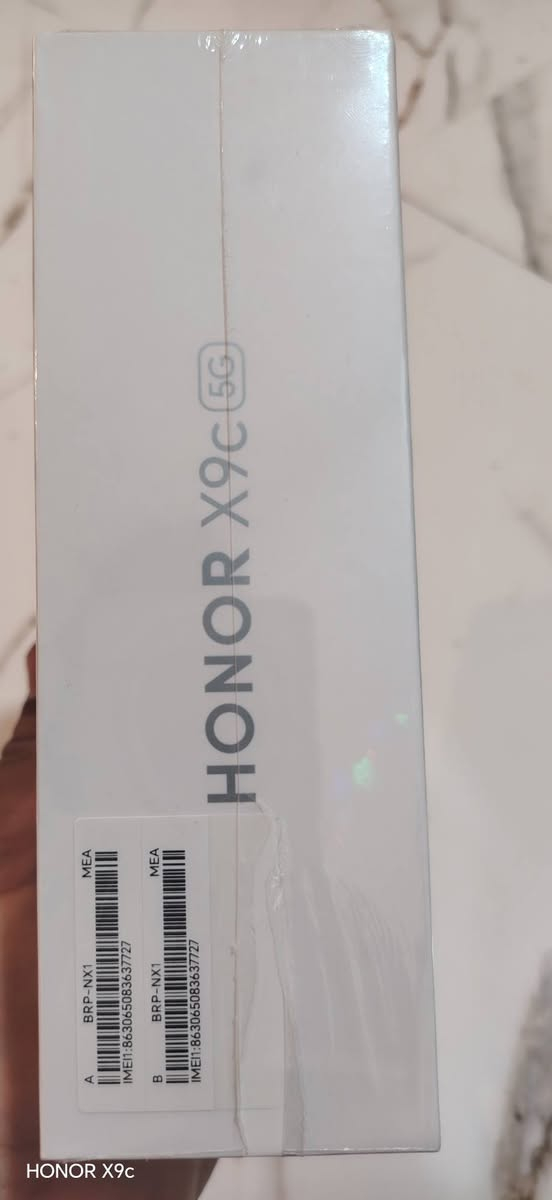 HONOR X9c 5G
A BRP-NX1 MEA
IMEI1:863065083637727
B BRP-NX1 MEA
IMEI1:863065083637727
HONOR X9c